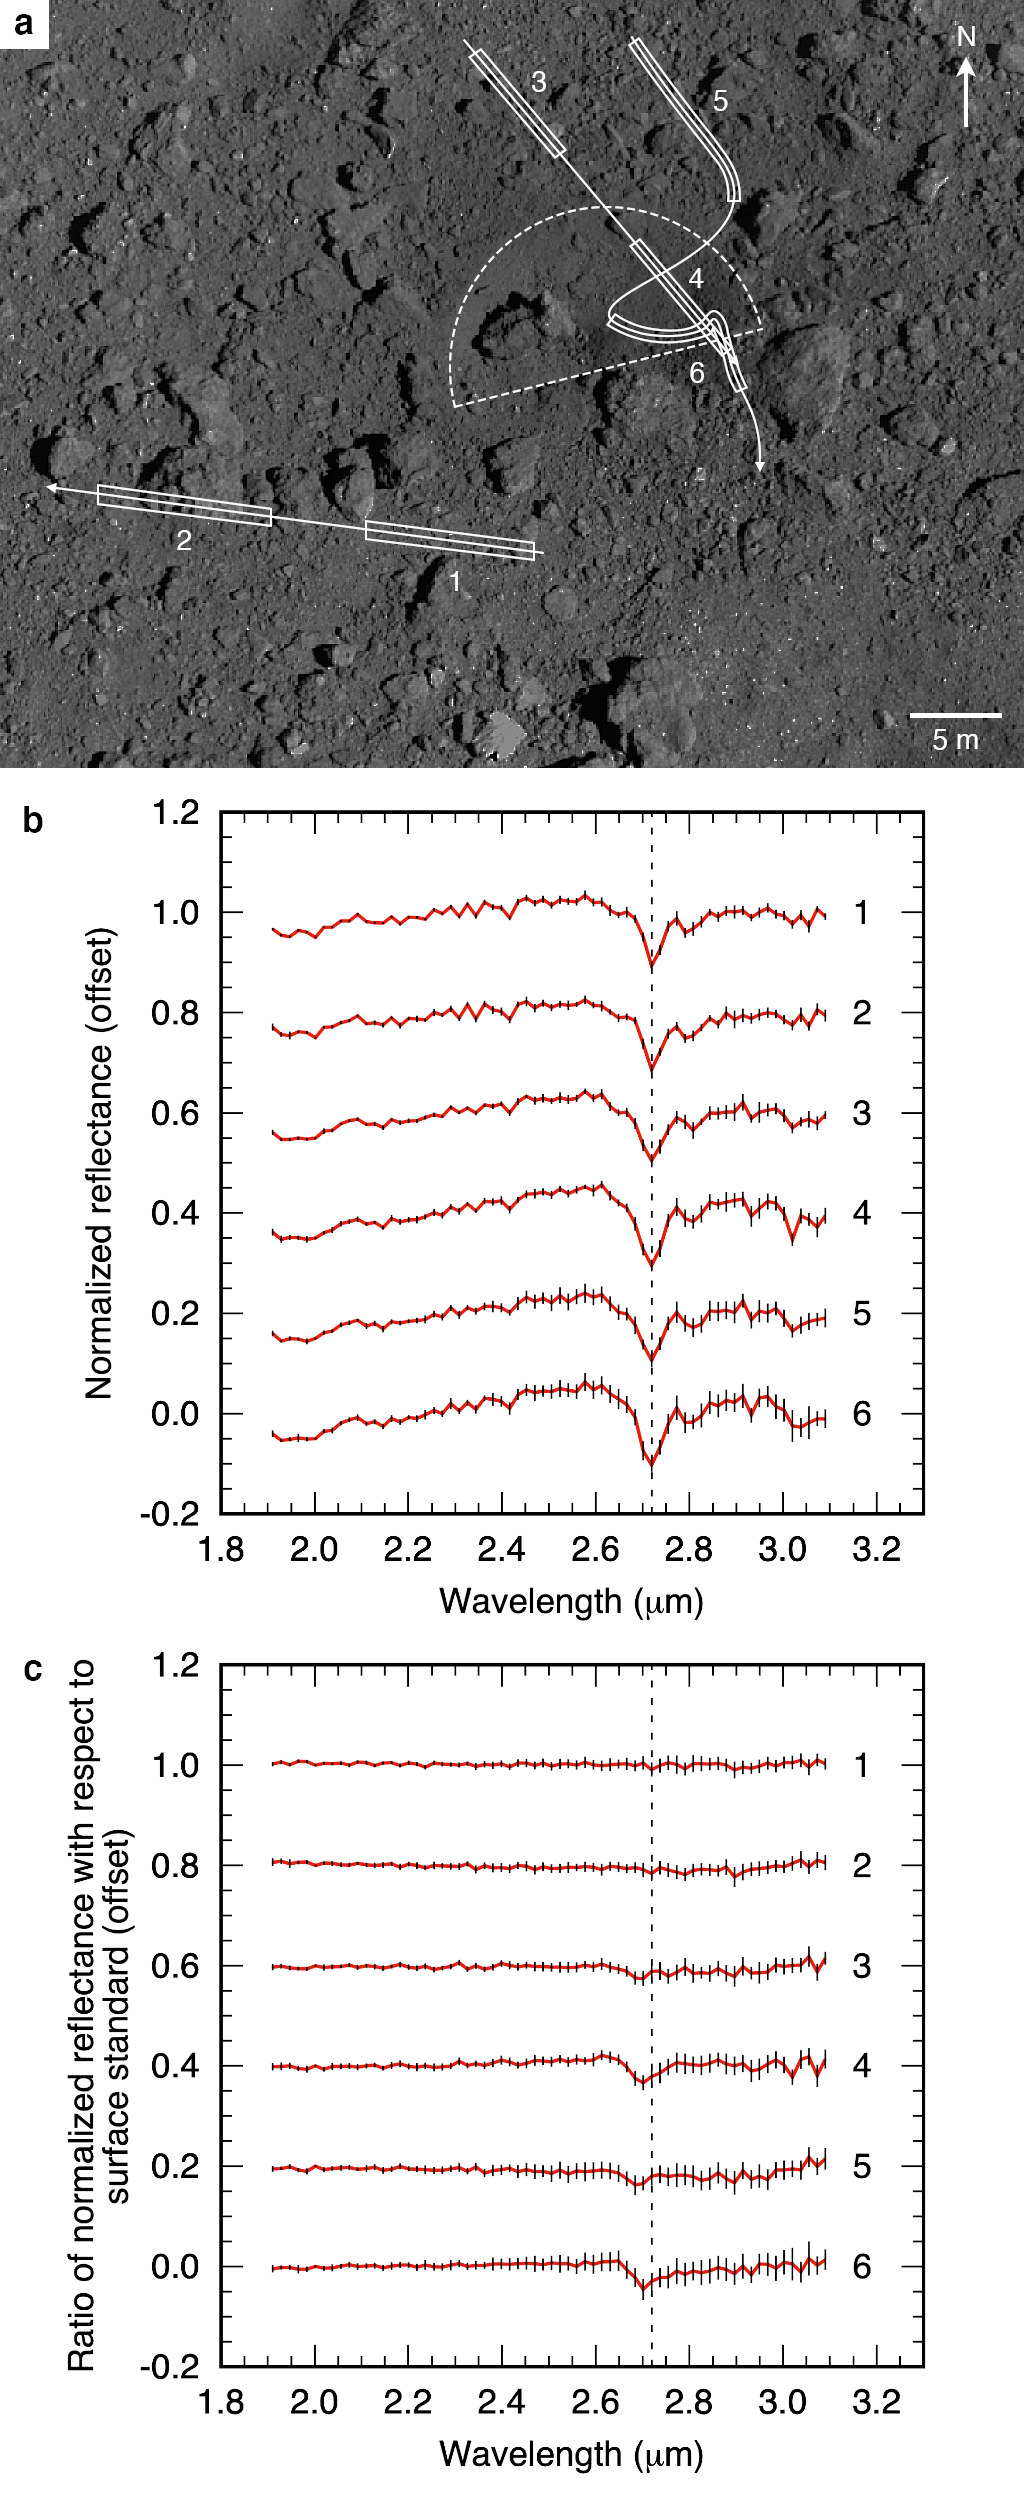 a
N
3
5
4
6
2
1
5 m
b
Normalized reflectance (offset)
1.2
1.0
0.8
0.6
0.4
0.2
0.0
-0.2
1
2
3
4
5
6
1.8 2.0 2.2 2.4 2.6 2.8 3.0 3.2
Wavelength (μm)
c
Ratio of normalized reflectance with respect to
surface standard (offset)
1.2
1.0
0.8
0.6
0.4
0.2
0.0
-0.2
1
2
3
4
5
6
1.8 2.0 2.2 2.4 2.6 2.8 3.0 3.2
Wavelength (μm)